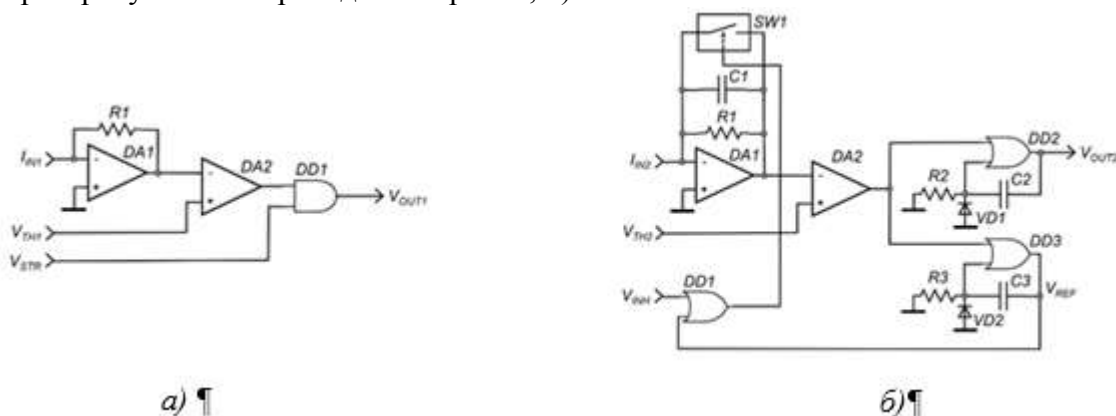 SW1
C1
R1
R1
DD2
I_IN1
DA1
DA2
DD1
V_OUT1
I_IN2
DA1
DA2
V_OUT2
R2
C2
VD1
V_TH1
V_TH2
DD3
V_STR
DD1
R3
C3
V_REF
V_INH
VD2
а) ¶
б)¶